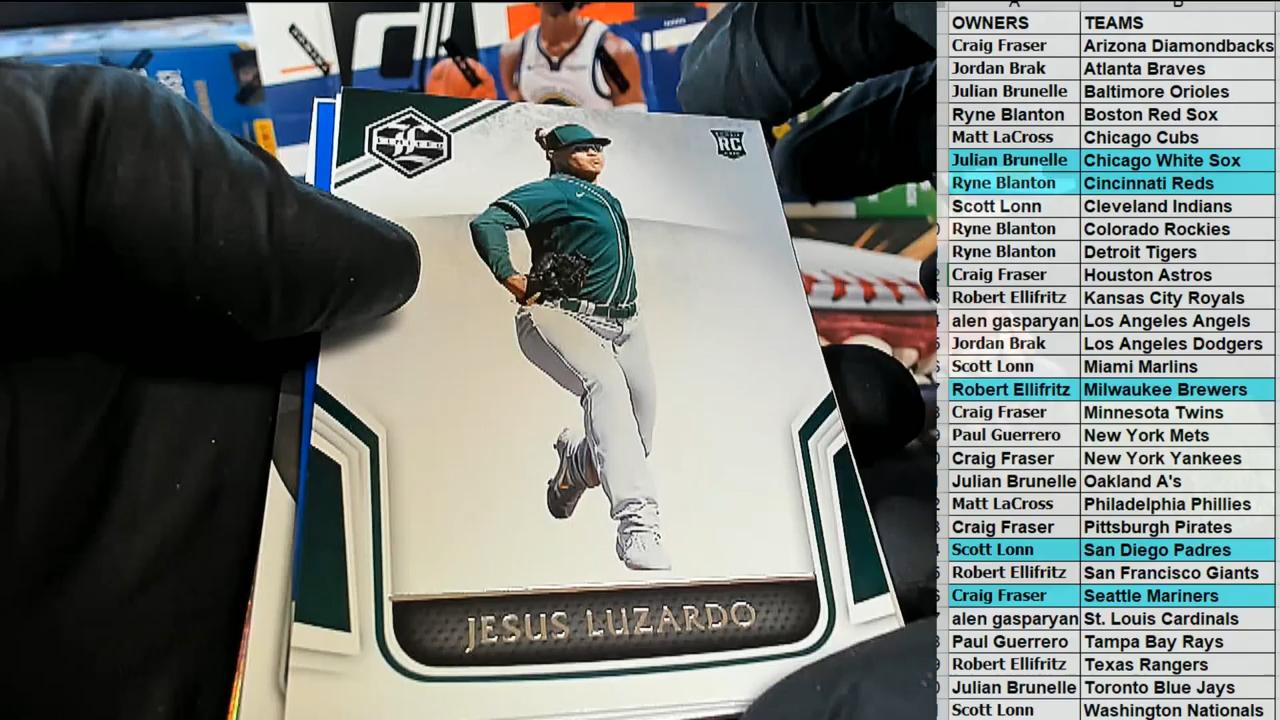 RC
JESUS LUZARDO
A B
OWNERS TEAMS
Craig Fraser Arizona Diamondbacks
Jordan Brak Atlanta Braves
Julian Brunelle Baltimore Orioles
Ryne Blanton Boston Red Sox
Matt LaCross Chicago Cubs
Julian Brunelle Chicago White Sox
Ryne Blanton Cincinnati Reds
Scott Lonn Cleveland Indians
Ryne Blanton Colorado Rockies
Ryne Blanton Detroit Tigers
Craig Fraser Houston Astros
Robert Ellifritz Kansas City Royals
alen gasparyan Los Angeles Angels
Jordan Brak Los Angeles Dodgers
Scott Lonn Miami Marlins
Robert Ellifritz Milwaukee Brewers
Craig Fraser Minnesota Twins
Paul Guerrero New York Mets
Craig Fraser New York Yankees
Julian Brunelle Oakland A's
Matt LaCross Philadelphia Phillies
Craig Fraser Pittsburgh Pirates
Scott Lonn San Diego Padres
Robert Ellifritz San Francisco Giants
Craig Fraser Seattle Mariners
alen gasparyan St. Louis Cardinals
Paul Guerrero Tampa Bay Rays
Robert Ellifritz Texas Rangers
Julian Brunelle Toronto Blue Jays
Scott Lonn Washington Nationals